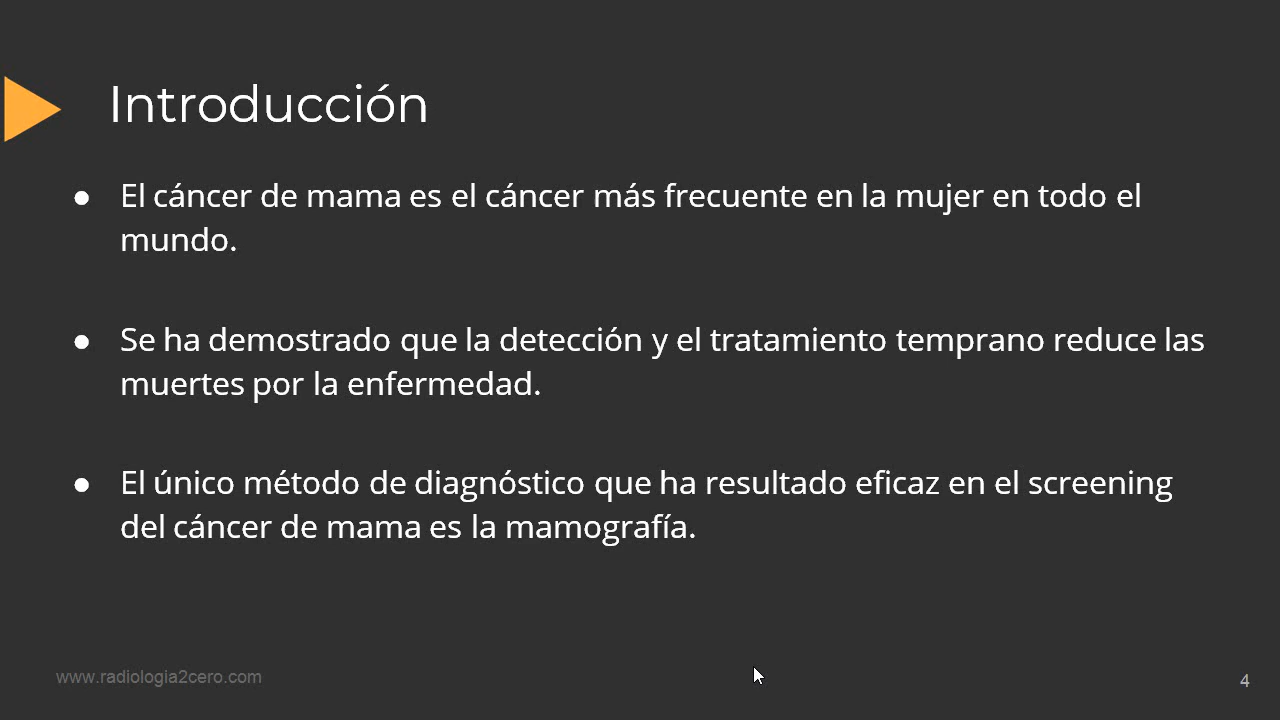 Introducción
● El cáncer de mama es el cáncer más frecuente en la mujer en todo el
mundo.
● Se ha demostrado que la detección y el tratamiento temprano reduce las
muertes por la enfermedad.
● El único método de diagnóstico que ha resultado eficaz en el screening
del cáncer de mama es la mamografía.
www.radiologia2cero.com
4